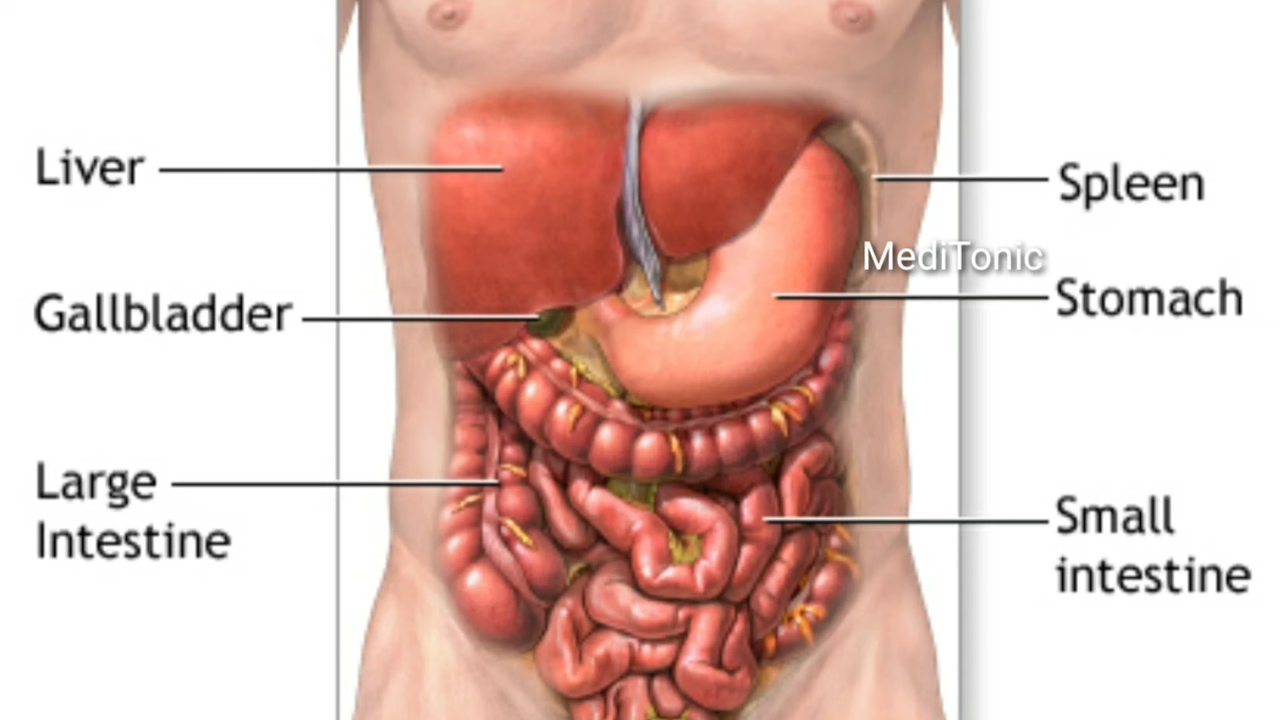 Liver
Gallbladder
Large
Intestine
Spleen
MediTonic
Stomach
Small
intestine